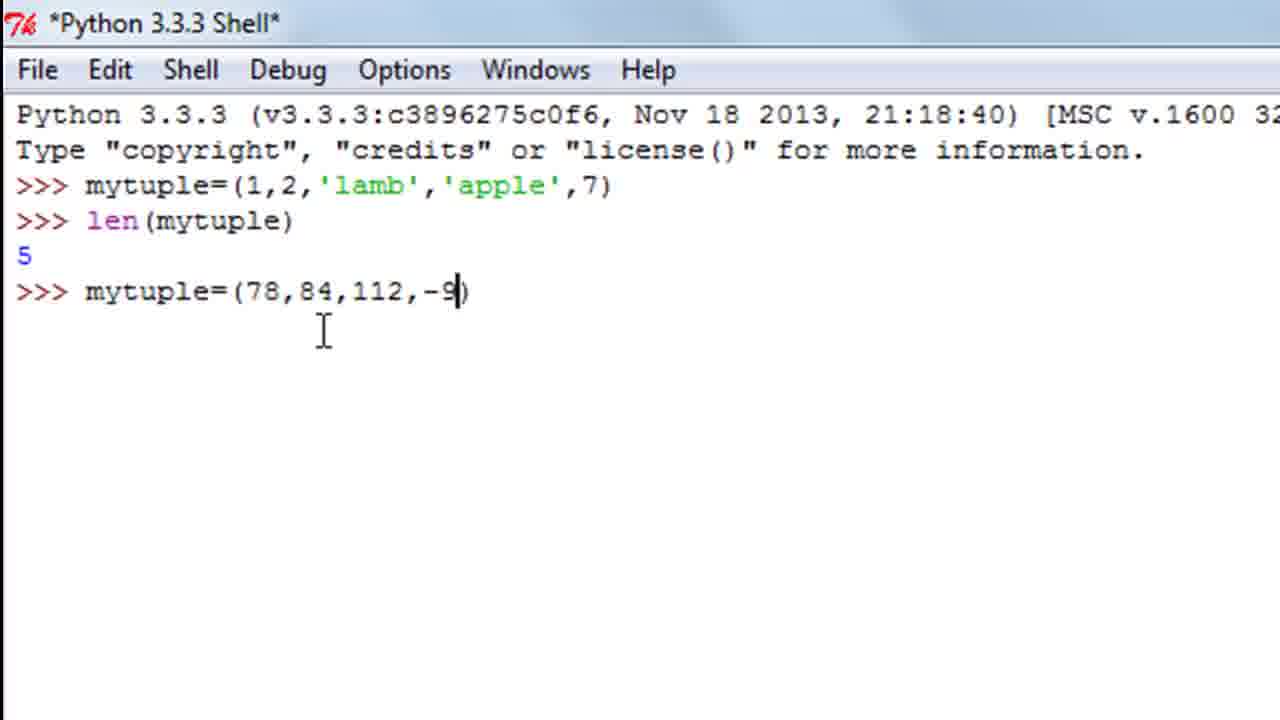 *Python 3.3.3 Shell*
File Edit Shell Debug Options Windows Help
Python 3.3.3 (v3.3.3:c3896275c0f6, Nov 18 2013, 21:18:40) [MSC v.1600 32
Type "copyright", "credits" or "license()" for more information.
>>> mytuple=(1,2,'lamb','apple',7)
>>> len(mytuple)
5
>>> mytuple=(78,84,112,-9)